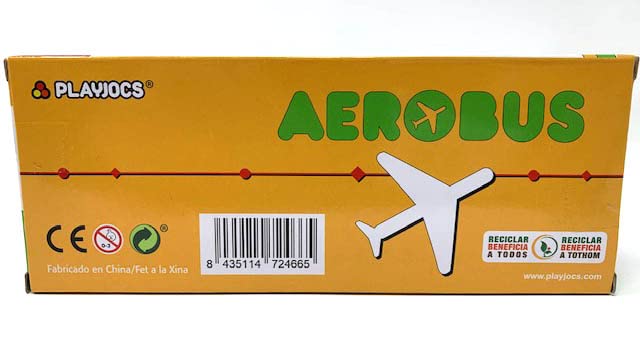 PLAYJOCS®
AEROBUS
CE
0-3
®
8 435114 724665
Fabricado en China/Fet a la Xina
RECICLAR
BENEFICIA
A TODOS
RECICLAR
BENEFICIA
A TOTHOM
www.playjocs.com